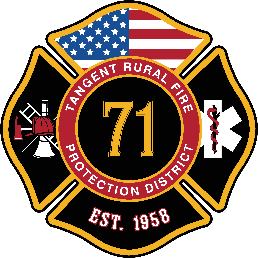 TANGENT RURAL FIRE
71
PROTECTION DISTRICT
EST. 1958